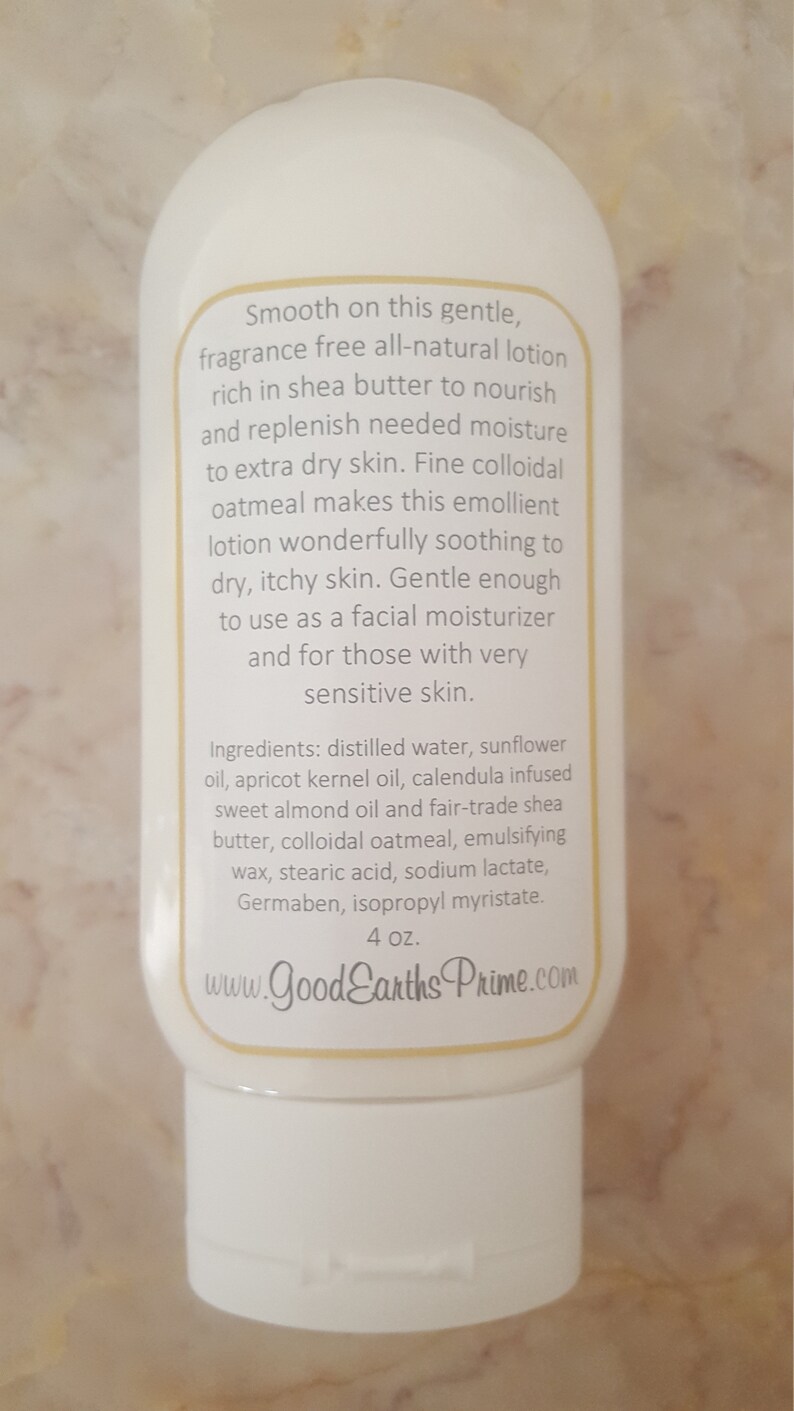 Smooth on this gentle,
fragrance free all-natural lotion
rich in shea butter to nourish
and replenish needed moisture
to extra dry skin. Fine colloidal
oatmeal makes this emollient
lotion wonderfully soothing to
dry, itchy skin. Gentle enough
to use as a facial moisturizer
and for those with very
sensitive skin.
Ingredients: distilled water, sunflower
oil, apricot kernel oil, calendula infused
sweet almond oil and fair-trade shea
butter, colloidal oatmeal, emulsifying
wax, stearic acid, sodium lactate,
Germaben, isopropyl myristate.
4 oz.
www.GoodEarthsPrime.com